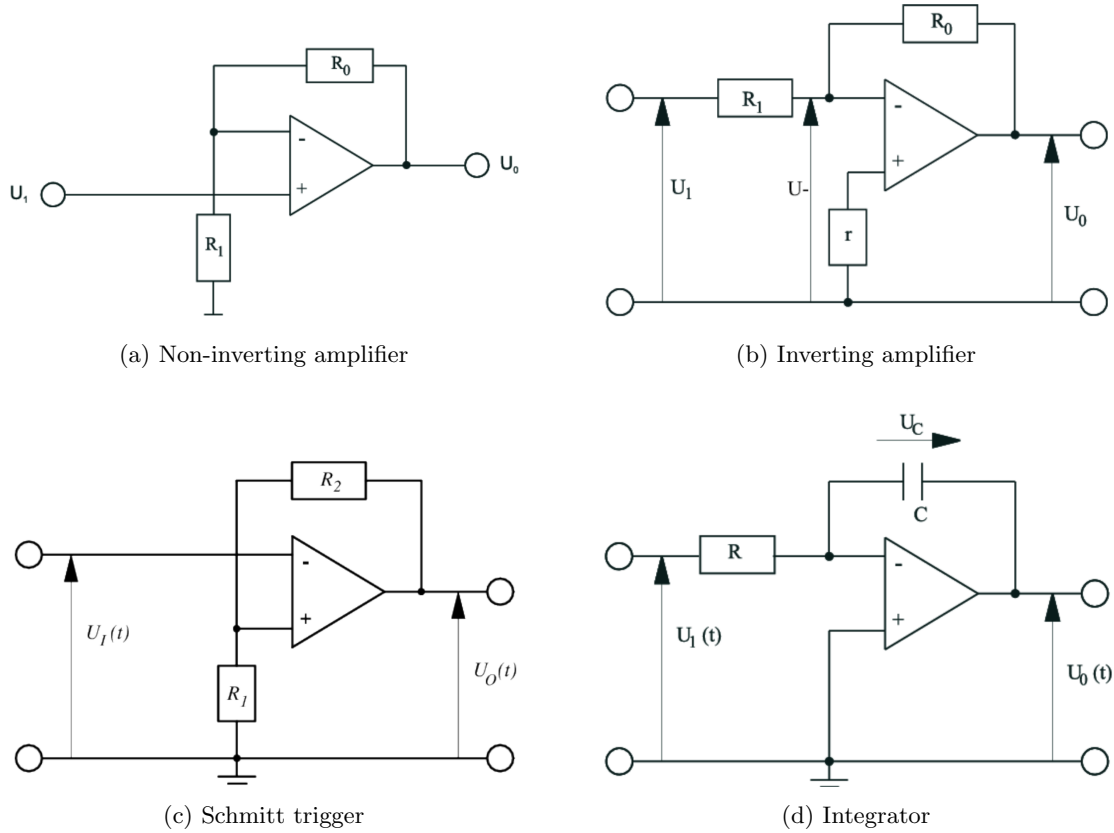 R0
-
+
U1
U0
R1
(a) Non-inverting amplifier
R0
R1
-
+
U1
U-
r
U0
(b) Inverting amplifier
R2
-
+
UI(t)
R1
UO(t)
(c) Schmitt trigger
UC
C
R
-
+
U1 (t)
U0 (t)
(d) Integrator